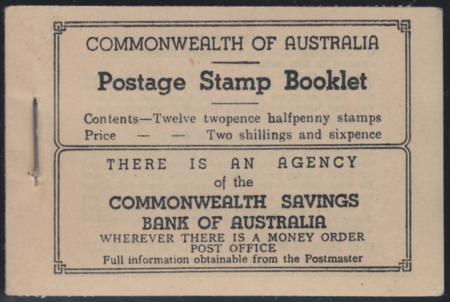 COMMONWEALTH OF AUSTRALIA
Postage Stamp Booklet
Contents—Twelve twopence halfpenny stamps
Price — — Two shillings and sixpence
THERE IS AN AGENCY
of the
COMMONWEALTH SAVINGS
BANK OF AUSTRALIA
WHEREVER THERE IS A MONEY ORDER
POST OFFICE
Full information obtainable from the Postmaster